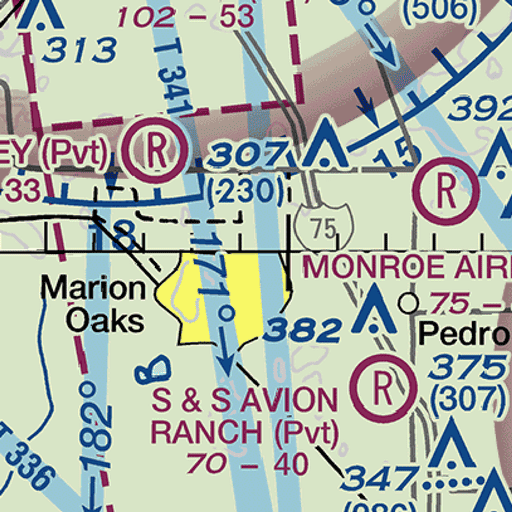 102 - 53
(506)
313
T 341
392
EY (Pvt)
R
307
33
(230)
15
R
18
75
171°
MONROE AIR
Marion
Oaks
382
75 -
Pedro
B
R
375
(307)
S & S AVION
RANCH (Pvt)
70 - 40
182°
T 336
347